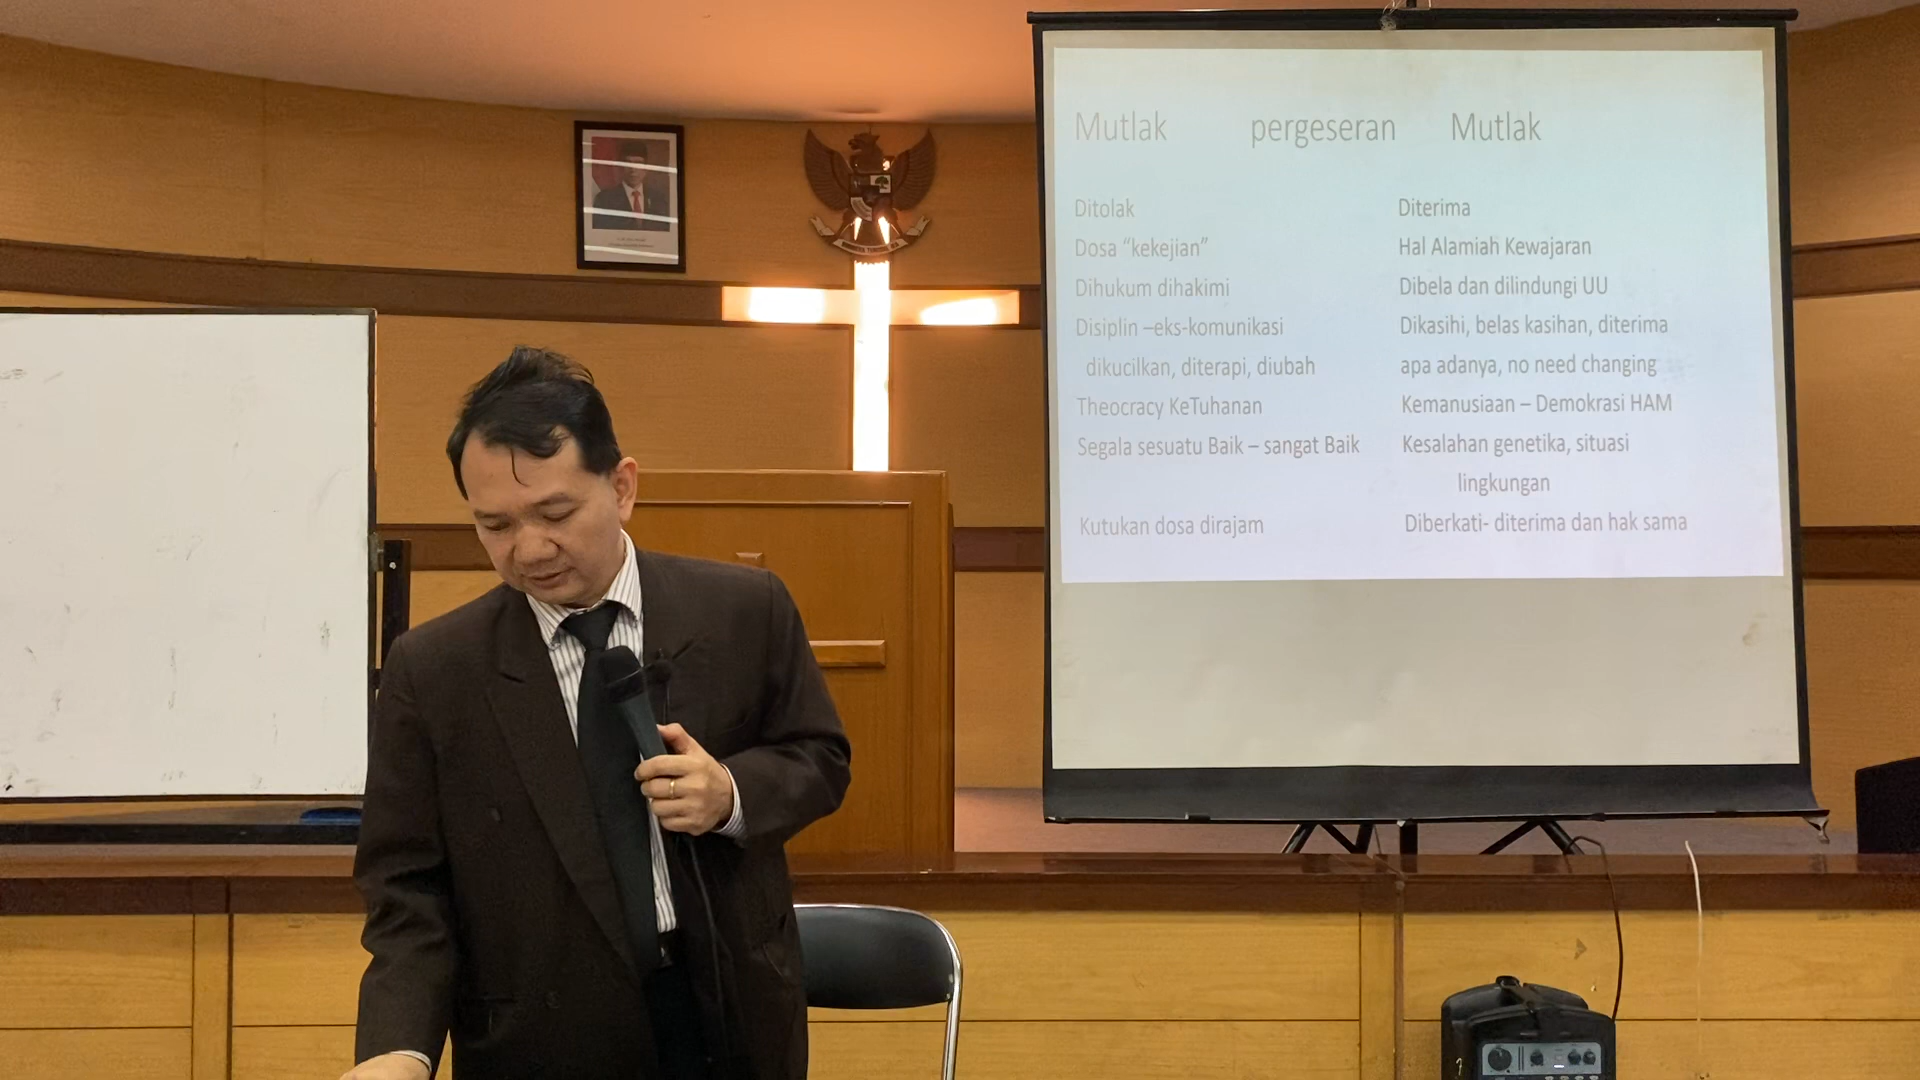 Mutlak pergeseran Mutlak
Ditolak Diterima
Dosa “kekejian” Hal Alamiah Kewajaran
Dihukum dihakimi Dibela dan dilindungi UU
Disiplin –eks-komunikasi Dikasihi, belas kasihan, diterima
dikucilkan, diterapi, diubah apa adanya, no need changing
Theocracy KeTuhanan Kemanusiaan – Demokrasi HAM
Segala sesuatu Baik – sangat Baik Kesalahan genetika, situasi
lingkungan
Kutukan dosa dirajam Diberkati- diterima dan hak sama